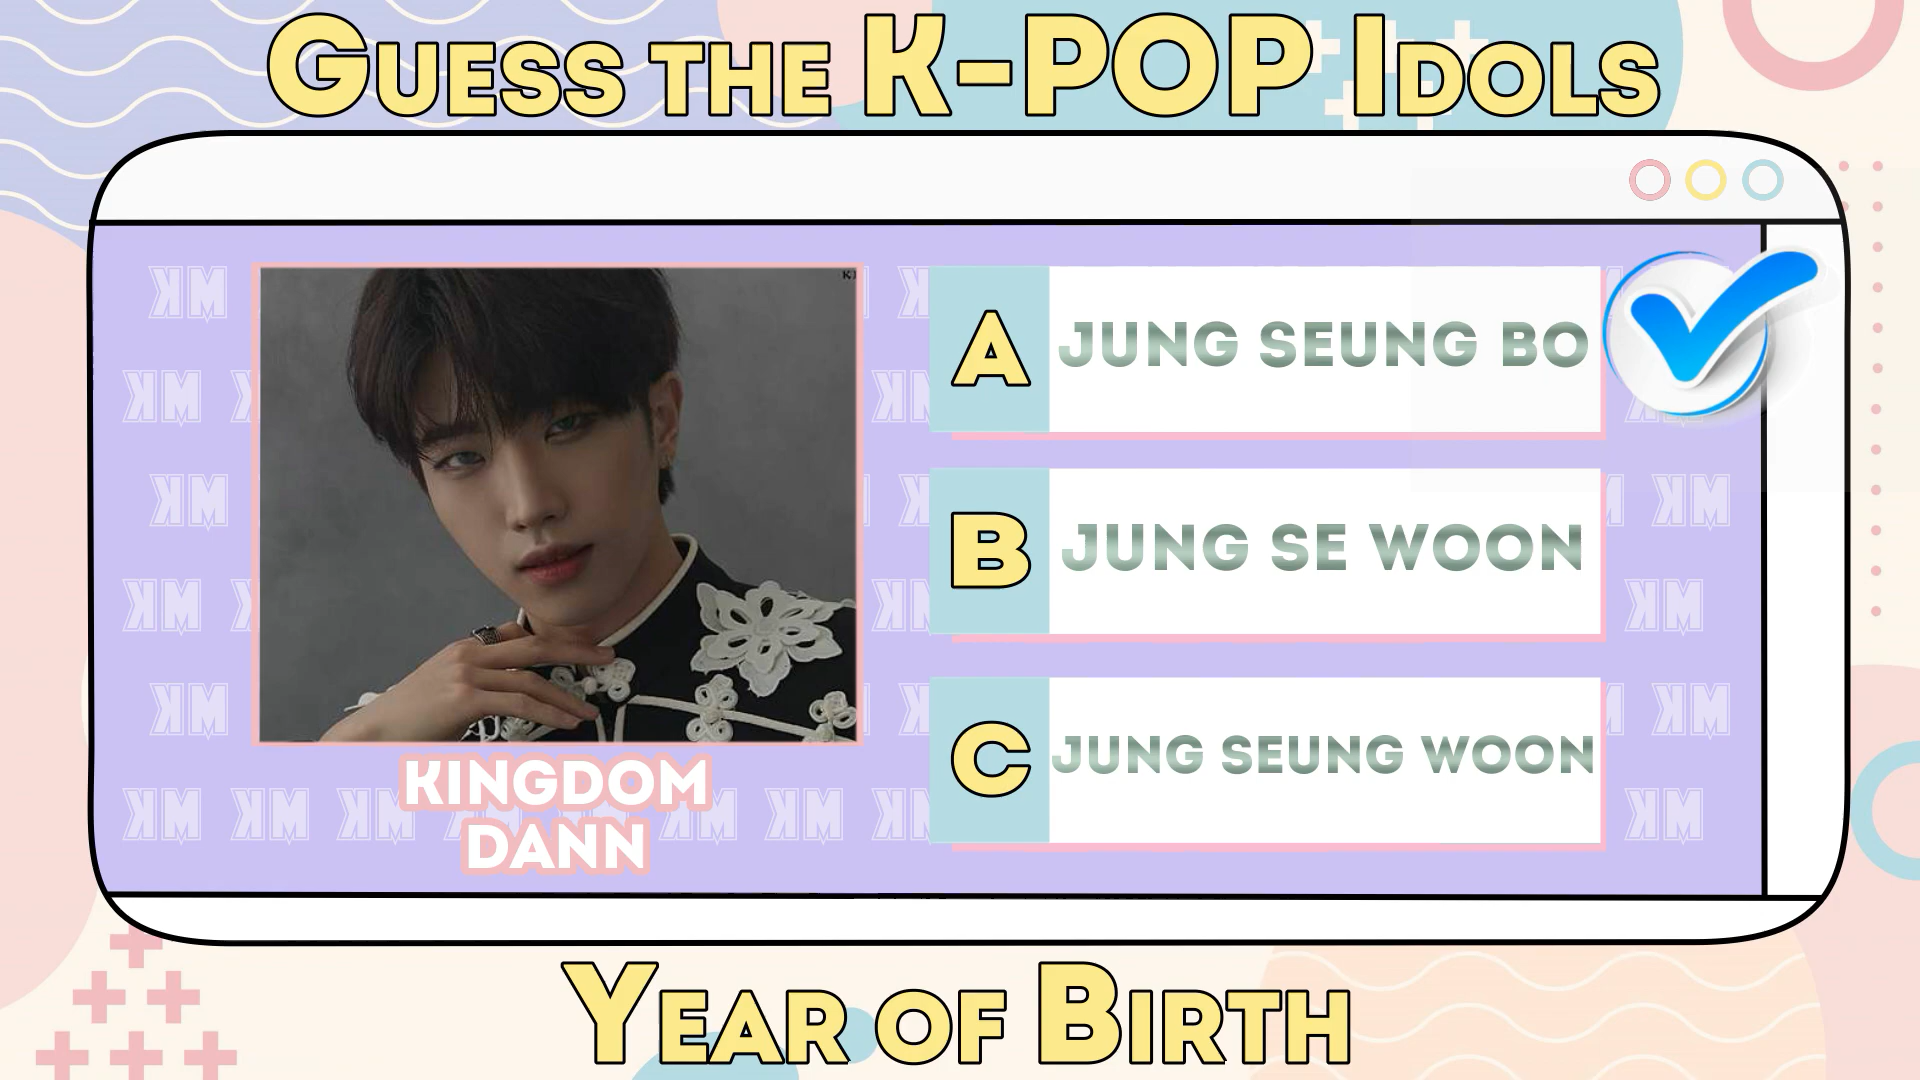 GUESS THE K-POP IDOLS
A JUNG SEUNG BO
B JUNG SE WOON
C JUNG SEUNG WOON
KINGDOM
DANN
YEAR OF BIRTH